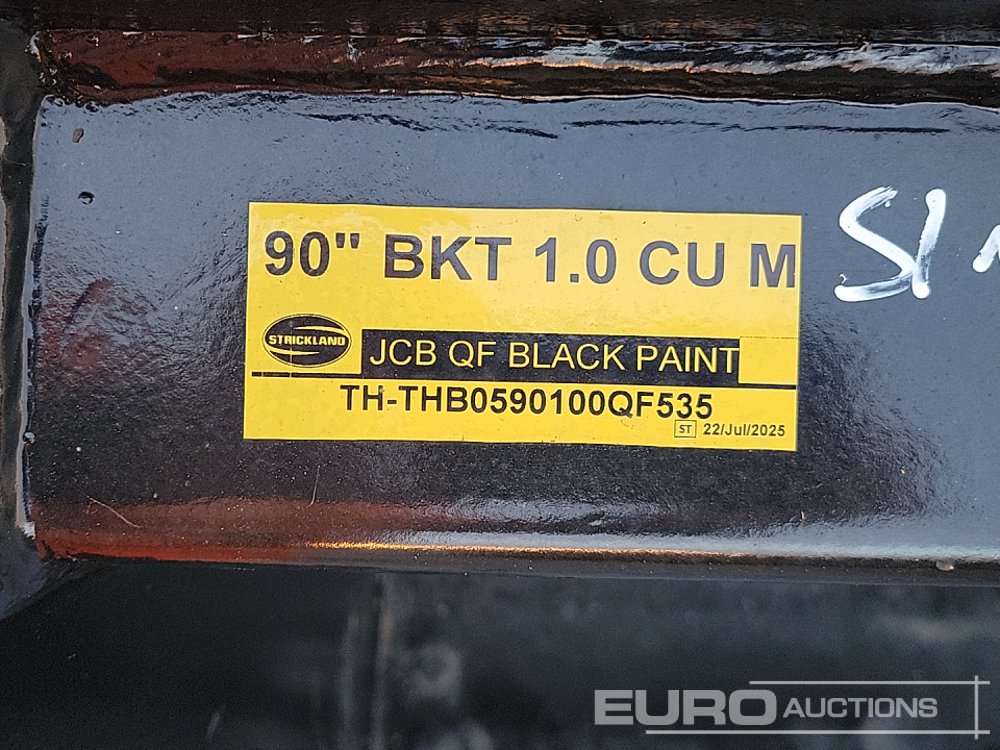 90" BKT 1.0 CU M
STRICKLAND
JCB QF BLACK PAINT
TH-THB0590100QF535
ST 22/Jul/2025
EURO AUCTIONS